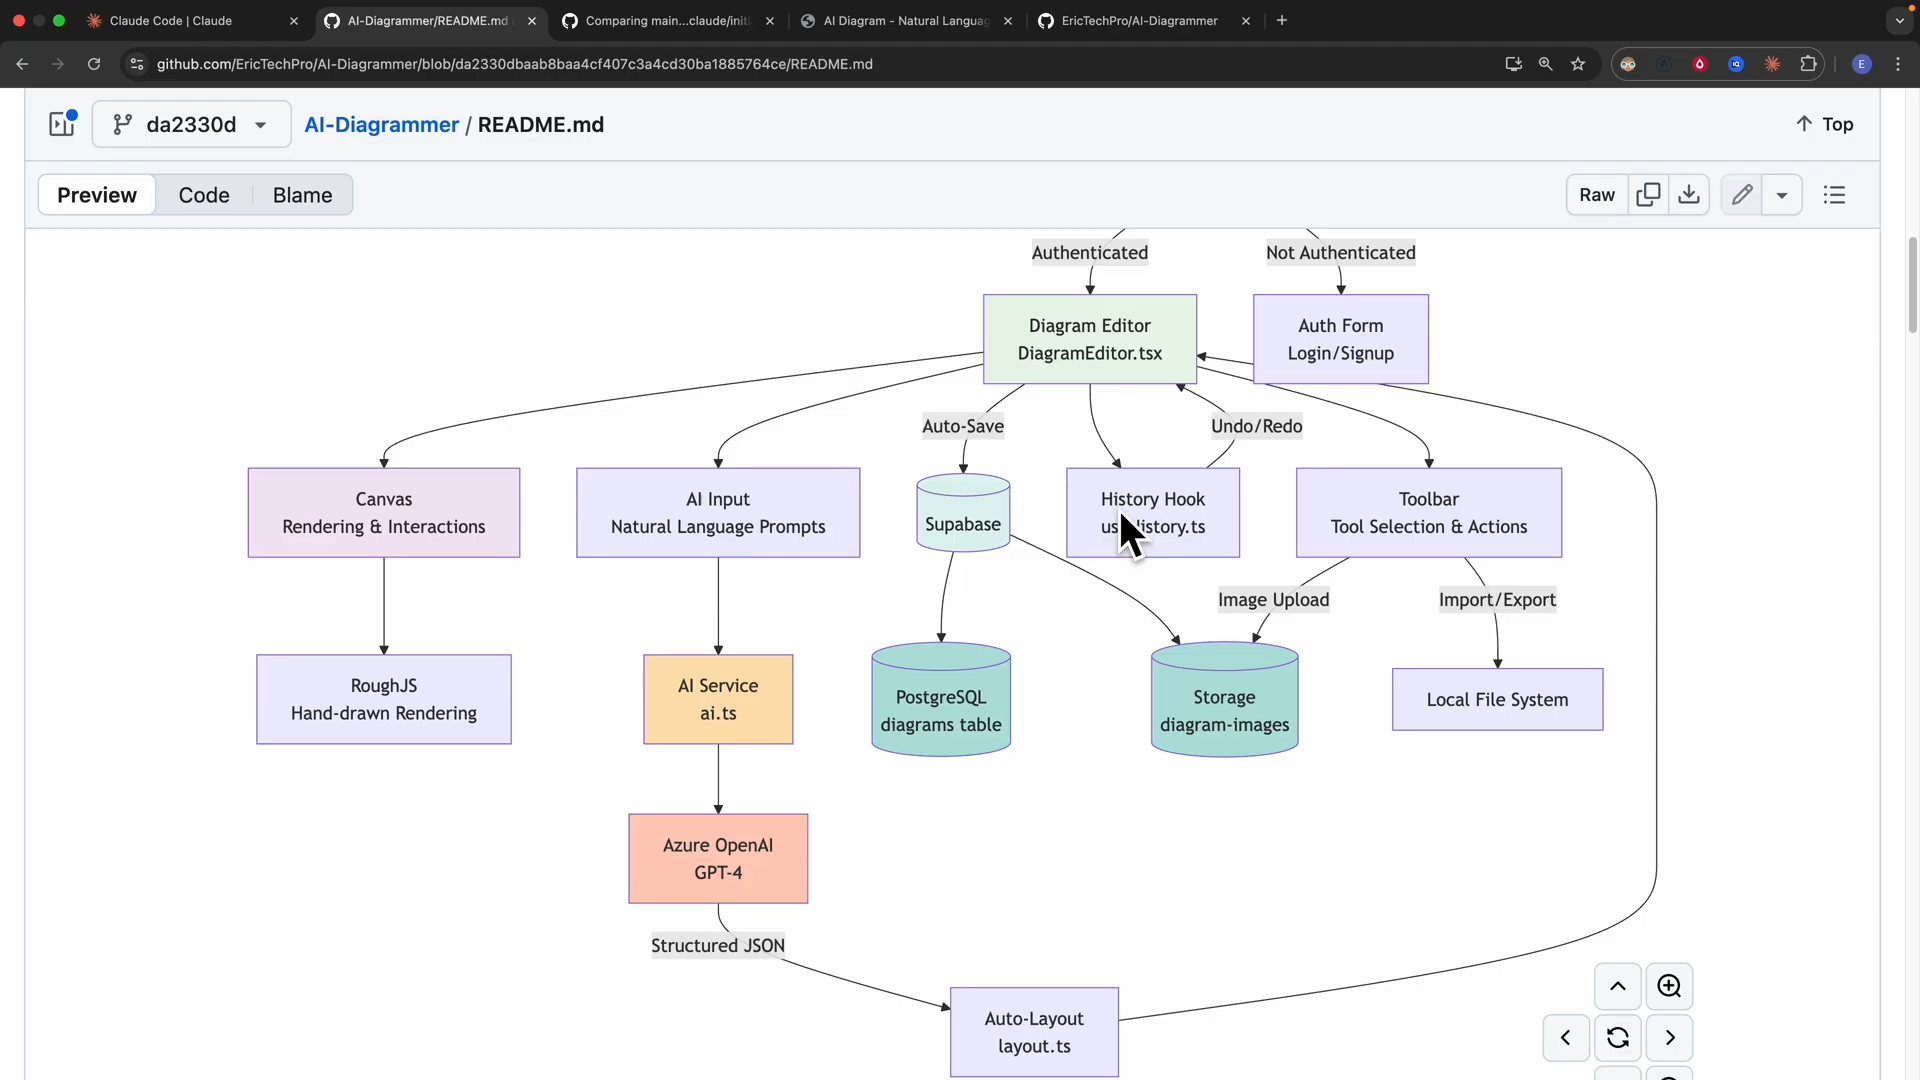 Claude Code | Claude
AI-Diagrammer/README.md
Comparing main...claude/init
AI Diagram - Natural Languag
EricTechPro/AI-Diagrammer
github.com/EricTechPro/AI-Diagrammer/blob/da2330dbaab8baa4cf407c3a4cd30ba1885764ce/README.md
E
da2330d
AI-Diagrammer / README.md
Top
Preview
Code
Blame
Raw
Authenticated
Not Authenticated
Diagram Editor
DiagramEditor.tsx
Auth Form
Login/Signup
Auto-Save
Undo/Redo
Canvas
Rendering & Interactions
AI Input
Natural Language Prompts
Supabase
History Hook
Toolbar
Tool Selection & Actions
Image Upload
Import/Export
RoughJS
Hand-drawn Rendering
AI Service
ai.ts
PostgreSQL
diagrams table
Storage
diagram-images
Local File System
Azure OpenAI
GPT-4
Structured JSON
Auto-Layout
layout.ts